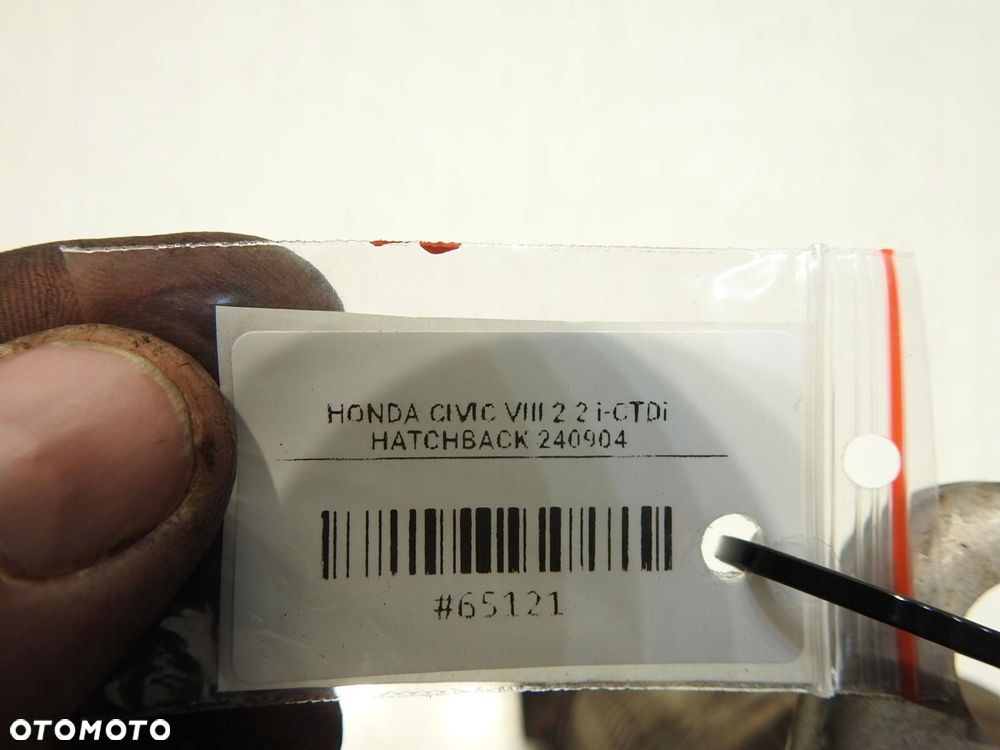 HONDA CIVIC VIII 2 2 i-CTDi
HATCHBACK 240904
#65121
OTOMOTO